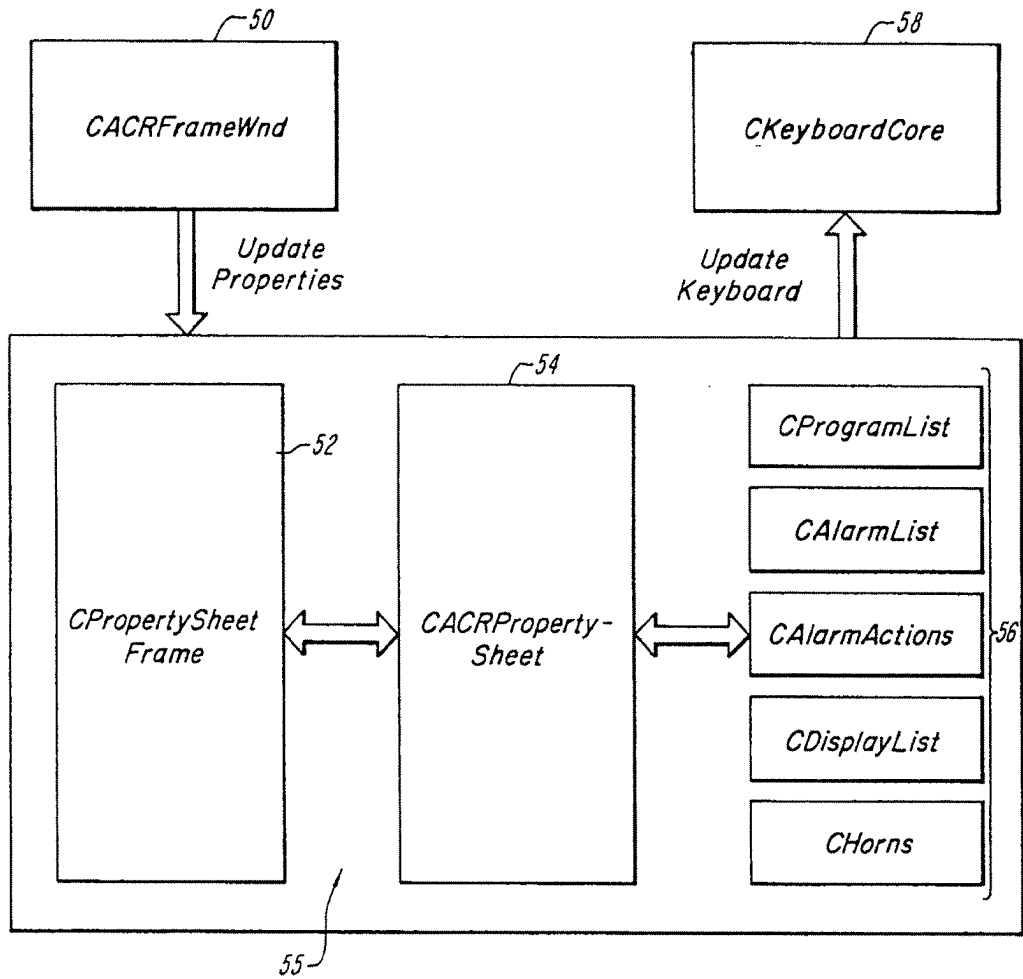 50
58
CACRFrameWnd
CKeyboardCore
Update
Properties
Update
Keyboard
54
52
CPropertySheet
Frame
CACRProperty-
Sheet
CProgramList
CAlarmList
CAlarmActions
CDisplayList
CHorns
56
55